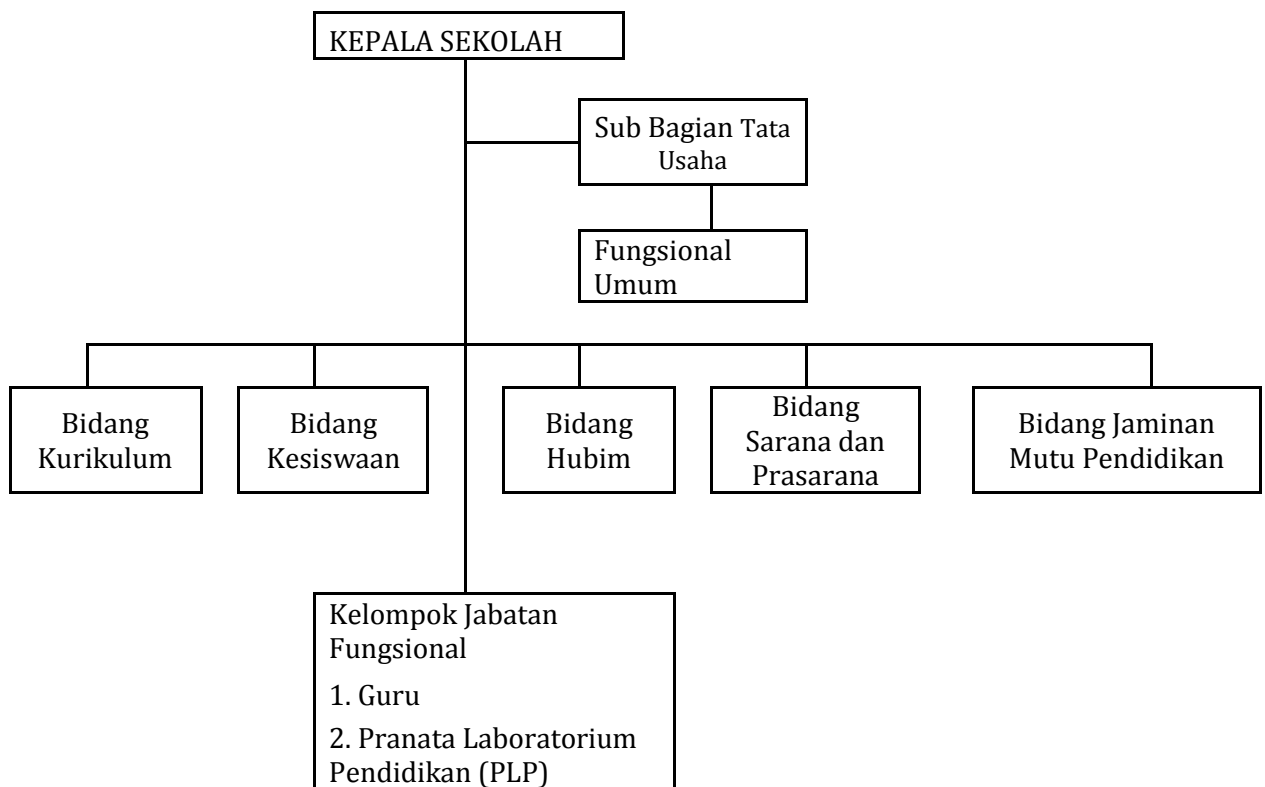 KEPALA SEKOLAH
Sub Bagian Tata
Usaha
Fungsional
Umum
Bidang
Kurikulum
Bidang
Kesiswaan
Bidang
Hubim
Bidang
Sarana dan
Prasarana
Bidang Jaminan
Mutu Pendidikan
Kelompok Jabatan
Fungsional
1. Guru
2. Pranata Laboratorium
Pendidikan (PLP)